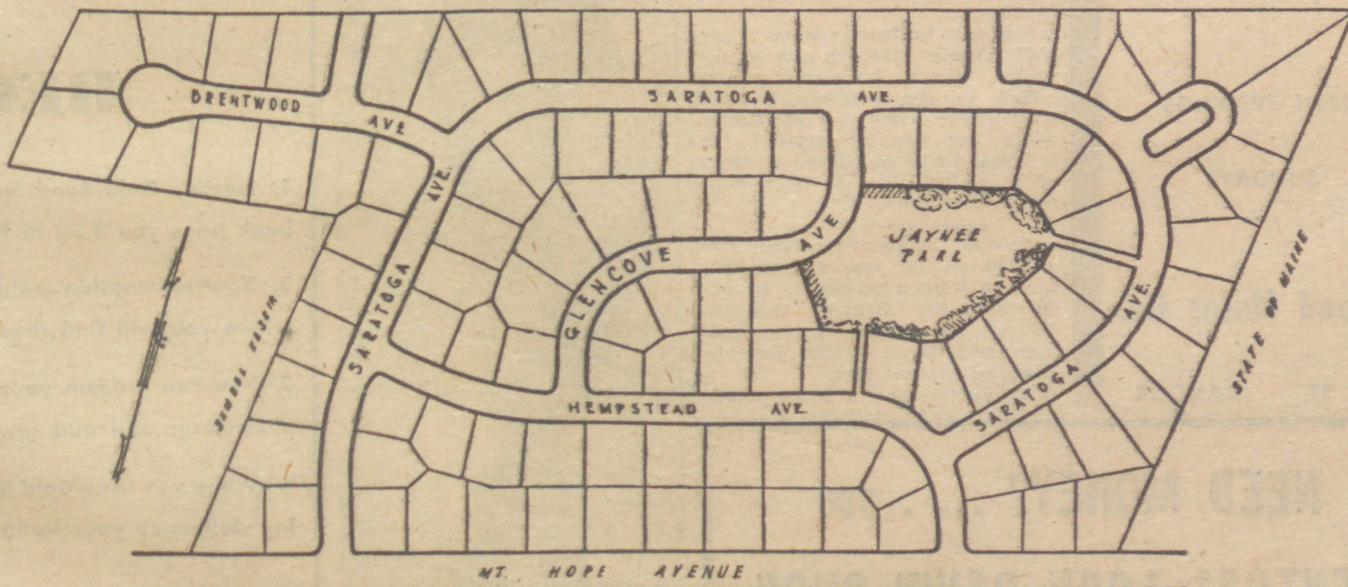 BRENTWOOD AVE
SARATOGA AVE.
SARATOGA AVE.
SARATOGA
GLENCOVE AVE
JAYNEE
PARK
SARATOGA AVE.
HEMPSTEAD AVE.
STATE OF MAINE
MT. HOPE AVENUE